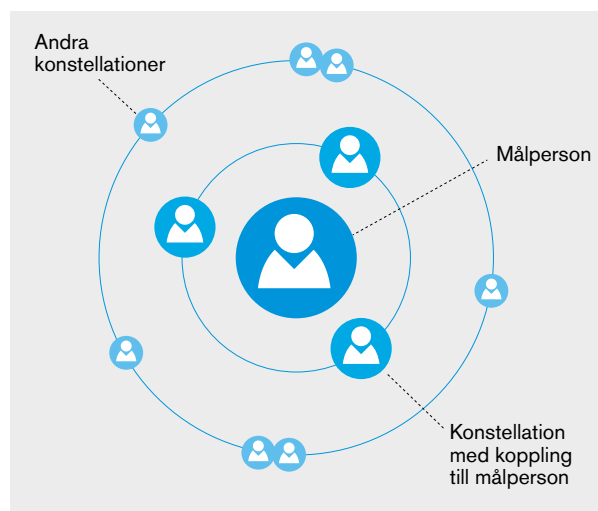 Andra
konstellationer
Målperson
Konstellation
med koppling
till målperson